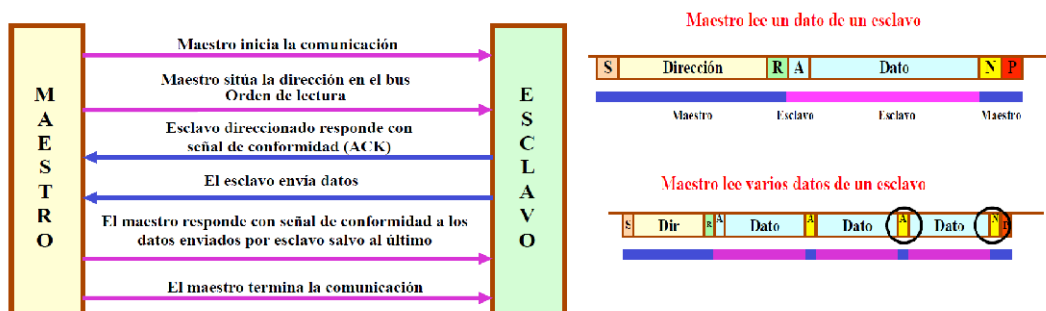 MAESTRO
Maestro inicia la comunicación
Maestro sitúa la dirección en el bus
Orden de lectura
Esclavo direccionado responde con
señal de conformidad (ACK)
El esclavo envia datos
El maestro responde con señal de conformidad a los
datos enviados por esclavo salvo al último
El maestro termina la comunicación
ESCLAVO
Maestro lee un dato de un esclavo
S Dirección R A Dato N P
Maestro Esclavo Esclavo Maestro
Maestro lee varios datos de un esclavo
S Dir R A Dato A Dato A Dato N P